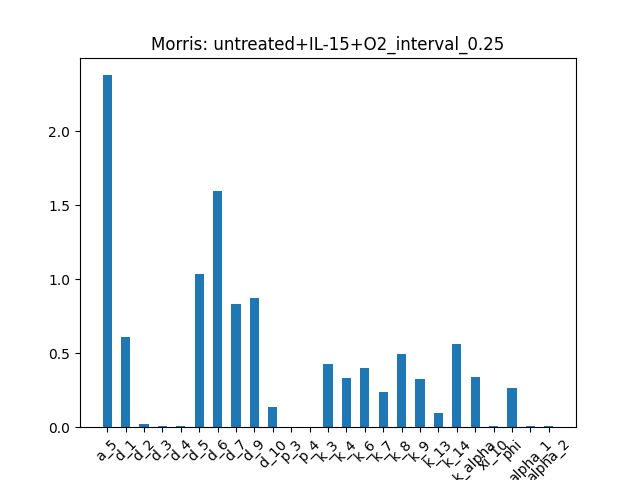 Morris: untreated+IL-15+O2_interval_0.25
2.0
1.5
1.0
0.5
0.0
a_5
d_1
d_2
d_3
d_4
d_5
d_6
d_7
d_9
d_10
p_3
p_4
k_3
k_4
k_6
k_7
k_8
k_9
k_13
k_14
k_alpha
xi_10
phi
alpha_1
alpha_2